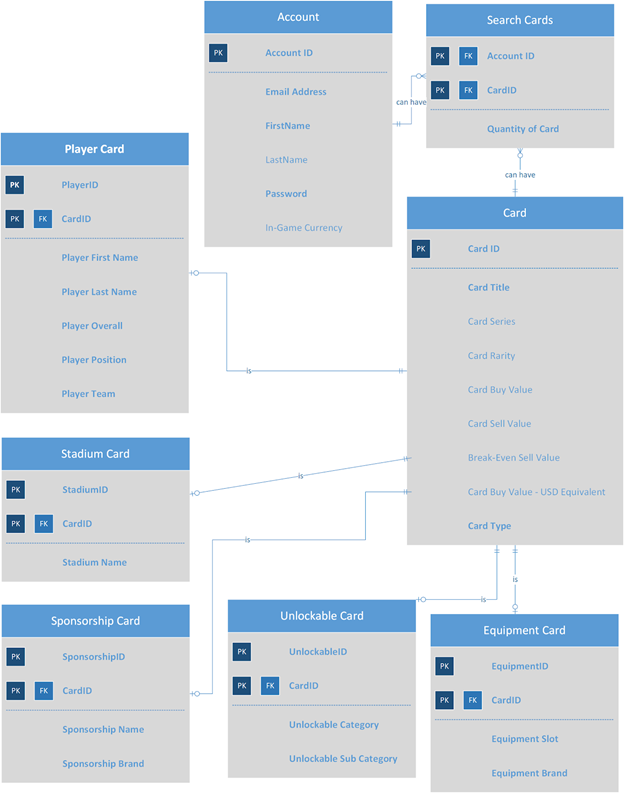 Account
PK Account ID
Email Address
FirstName
LastName
Password
In-Game Currency
Search Cards
PK FK Account ID
PK FK CardID
Quantity of Card
can have
can have
Player Card
PK PlayerID
PK FK CardID
Player First Name
Player Last Name
Player Overall
Player Position
Player Team
Card
PK Card ID
Card Title
Card Series
Card Rarity
Card Buy Value
Card Sell Value
Break-Even Sell Value
Card Buy Value - USD Equivalent
Card Type
is
Stadium Card
PK StadiumID
PK FK CardID
Stadium Name
is
is
Sponsorship Card
PK SponsorshipID
PK FK CardID
Sponsorship Name
Sponsorship Brand
is
is
Unlockable Card
PK UnlockableID
PK FK CardID
Unlockable Category
Unlockable Sub Category
Equipment Card
PK EquipmentID
PK FK CardID
Equipment Slot
Equipment Brand